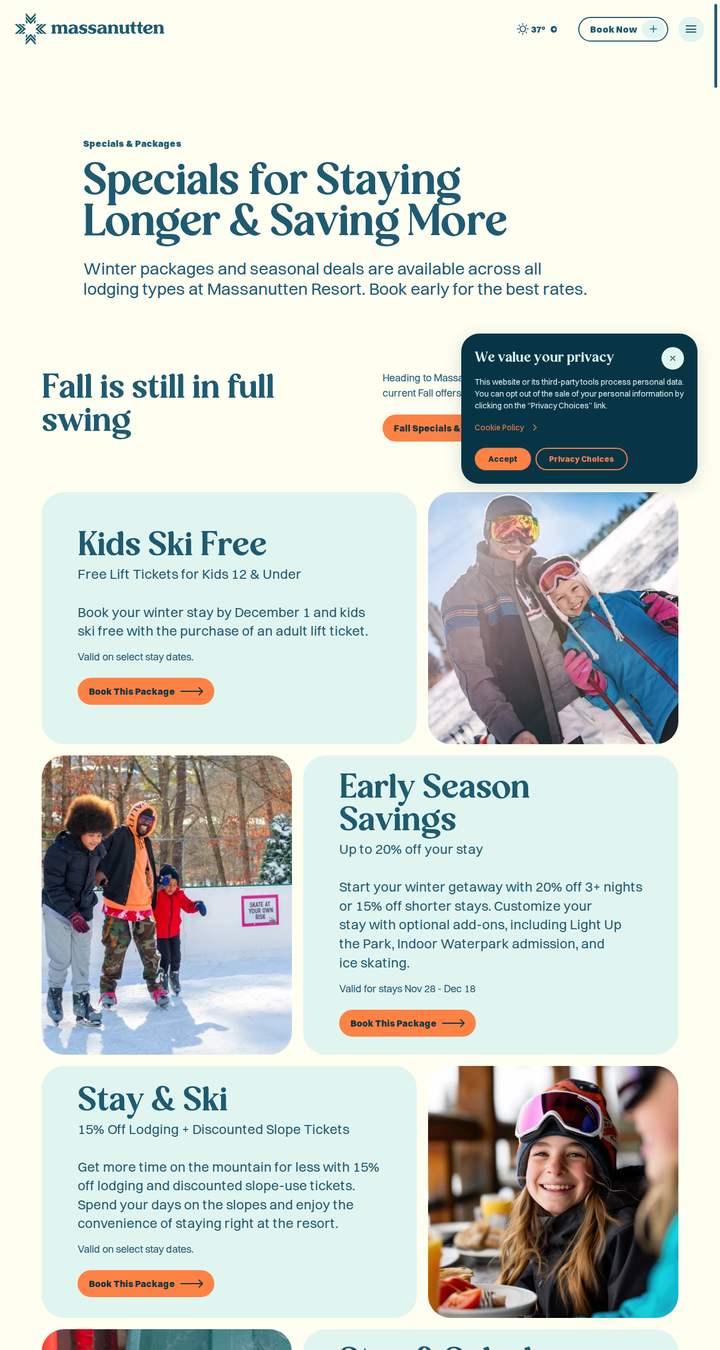 massanutten
37°
Book Now
Specials & Packages
Specials for Staying
Longer & Saving More
Winter packages and seasonal deals are available across all
lodging types at Massanutten Resort. Book early for the best rates.
Fall is still in full
swing
Heading to
current Fall offers
Fall Specials &
We value your privacy
This website or its third-party tools process personal data.
You can opt out of the sale of your personal information by
clicking on the "Privacy Choices" link.
Cookie Policy
Accept
Privacy Choices
Kids Ski Free
Free Lift Tickets for Kids 12 & Under
Book your winter stay by December 1 and kids
ski free with the purchase of an adult lift ticket.
Valid on select stay dates.
Book This Package
SKATE AT
YOUR OWN
RISK
Early Season
Savings
Up to 20% off your stay
Start your winter getaway with 20% off 3+ nights
or 15% off shorter stays. Customize your
stay with optional add-ons, including Light Up
the Park, Indoor Waterpark admission, and
ice skating.
Valid for stays Nov 28 - Dec 18
Book This Package
Stay & Ski
15% Off Lodging + Discounted Slope Tickets
Get more time on the mountain for less with 15%
off lodging and discounted slope-use tickets.
Spend your days on the slopes and enjoy the
convenience of staying right at the resort.
Valid on select stay dates.
Book This Package